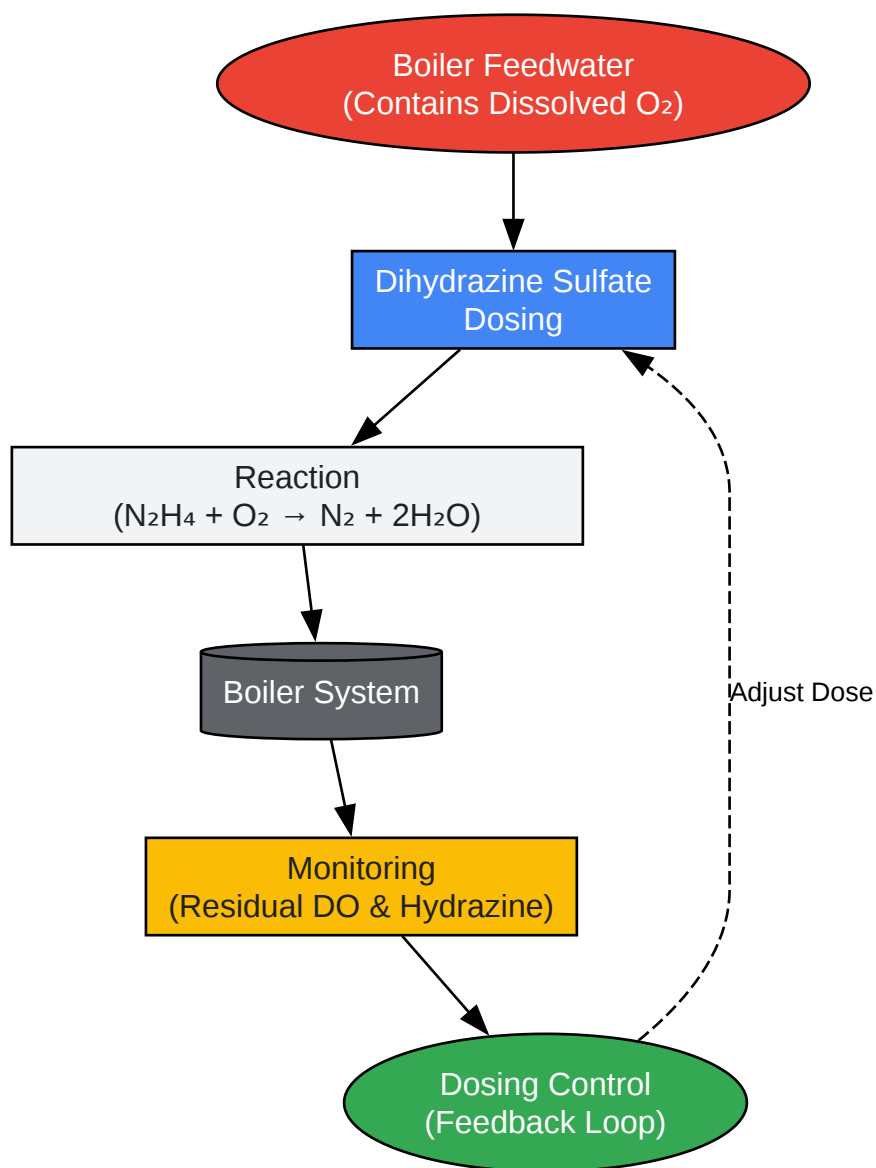 Boiler Feedwater
(Contains Dissolved O₂)
Dihydrazine Sulfate
Dosing
Reaction
(N₂H₄ + O₂ → N₂ + 2H₂O)
Boiler System
Adjust Dose
Monitoring
(Residual DO & Hydrazine)
Dosing Control
(Feedback Loop)